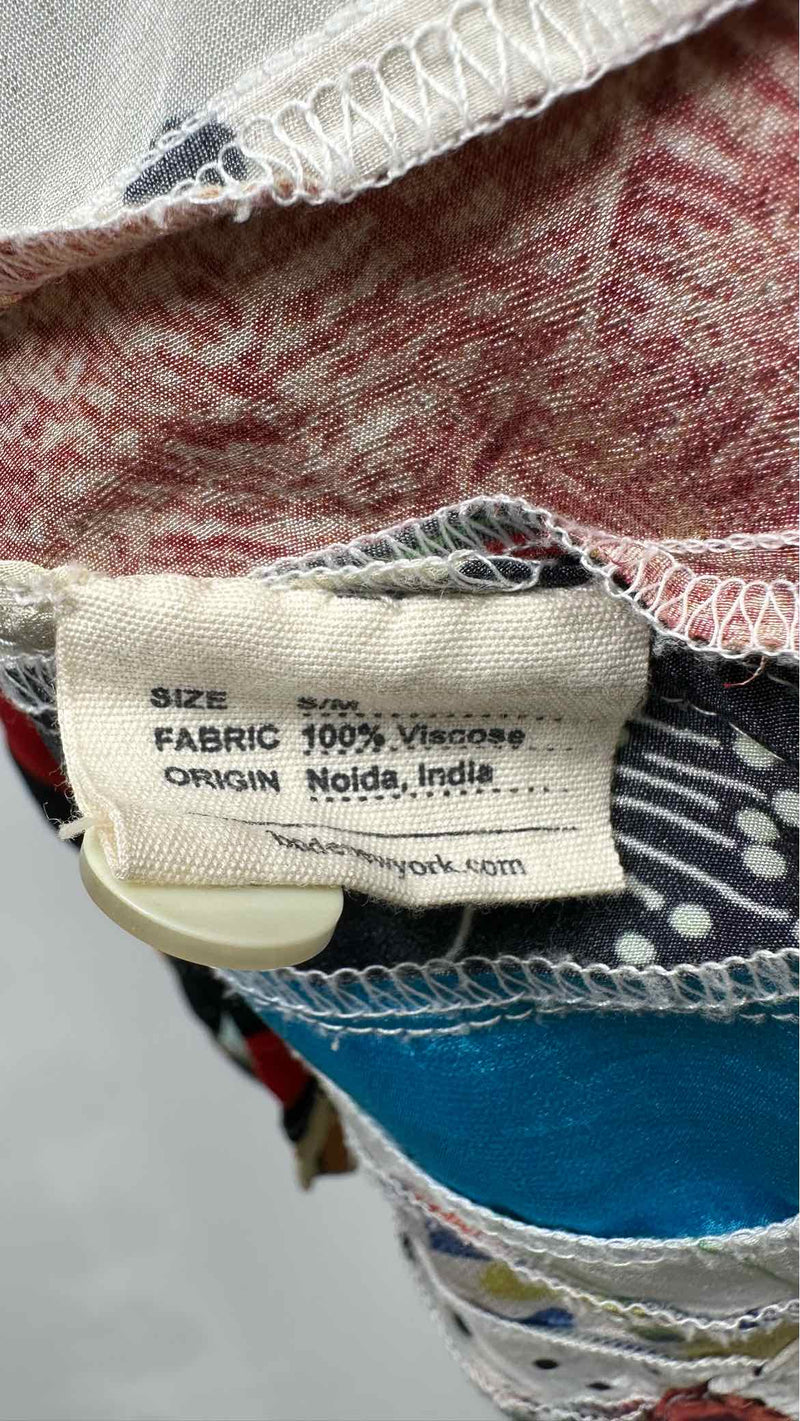 SIZE S/M
FABRIC 100% Viscose
ORIGIN Noida, India